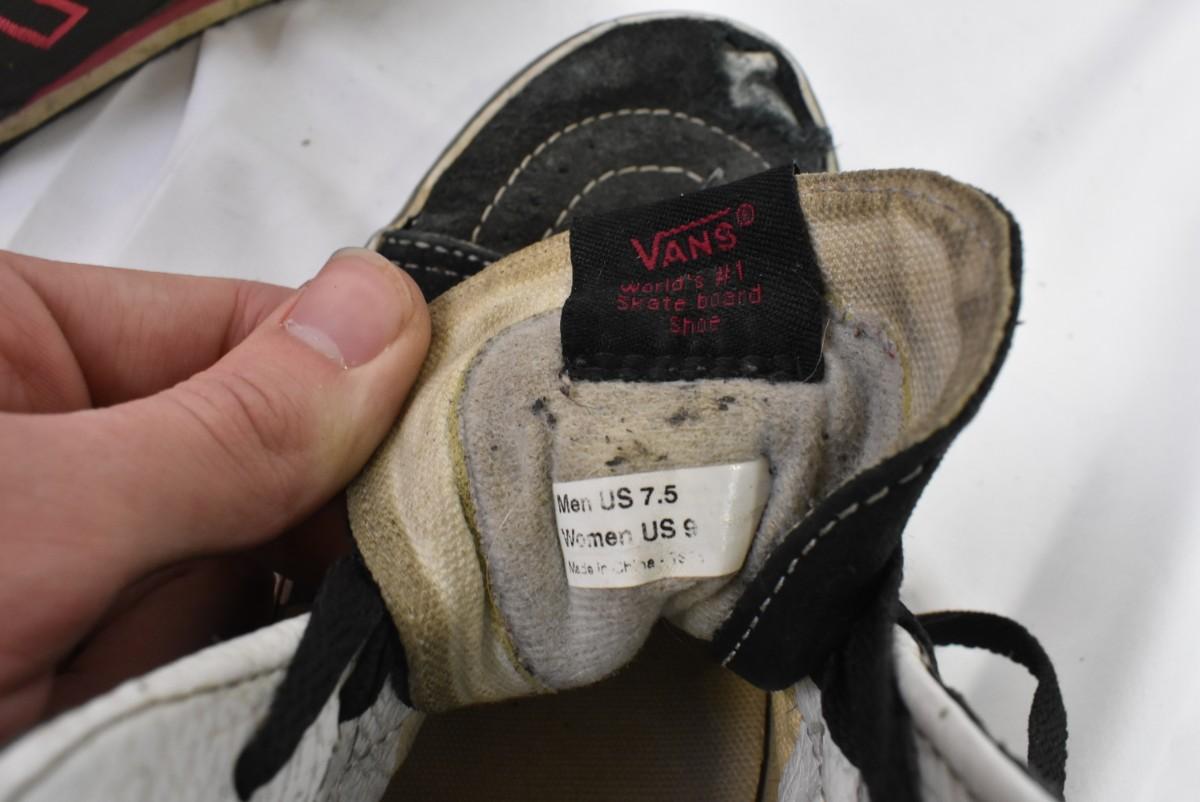 VANS®
World's #1
Skate board
Shoe
Men US 7.5
Women US 9
Made in China